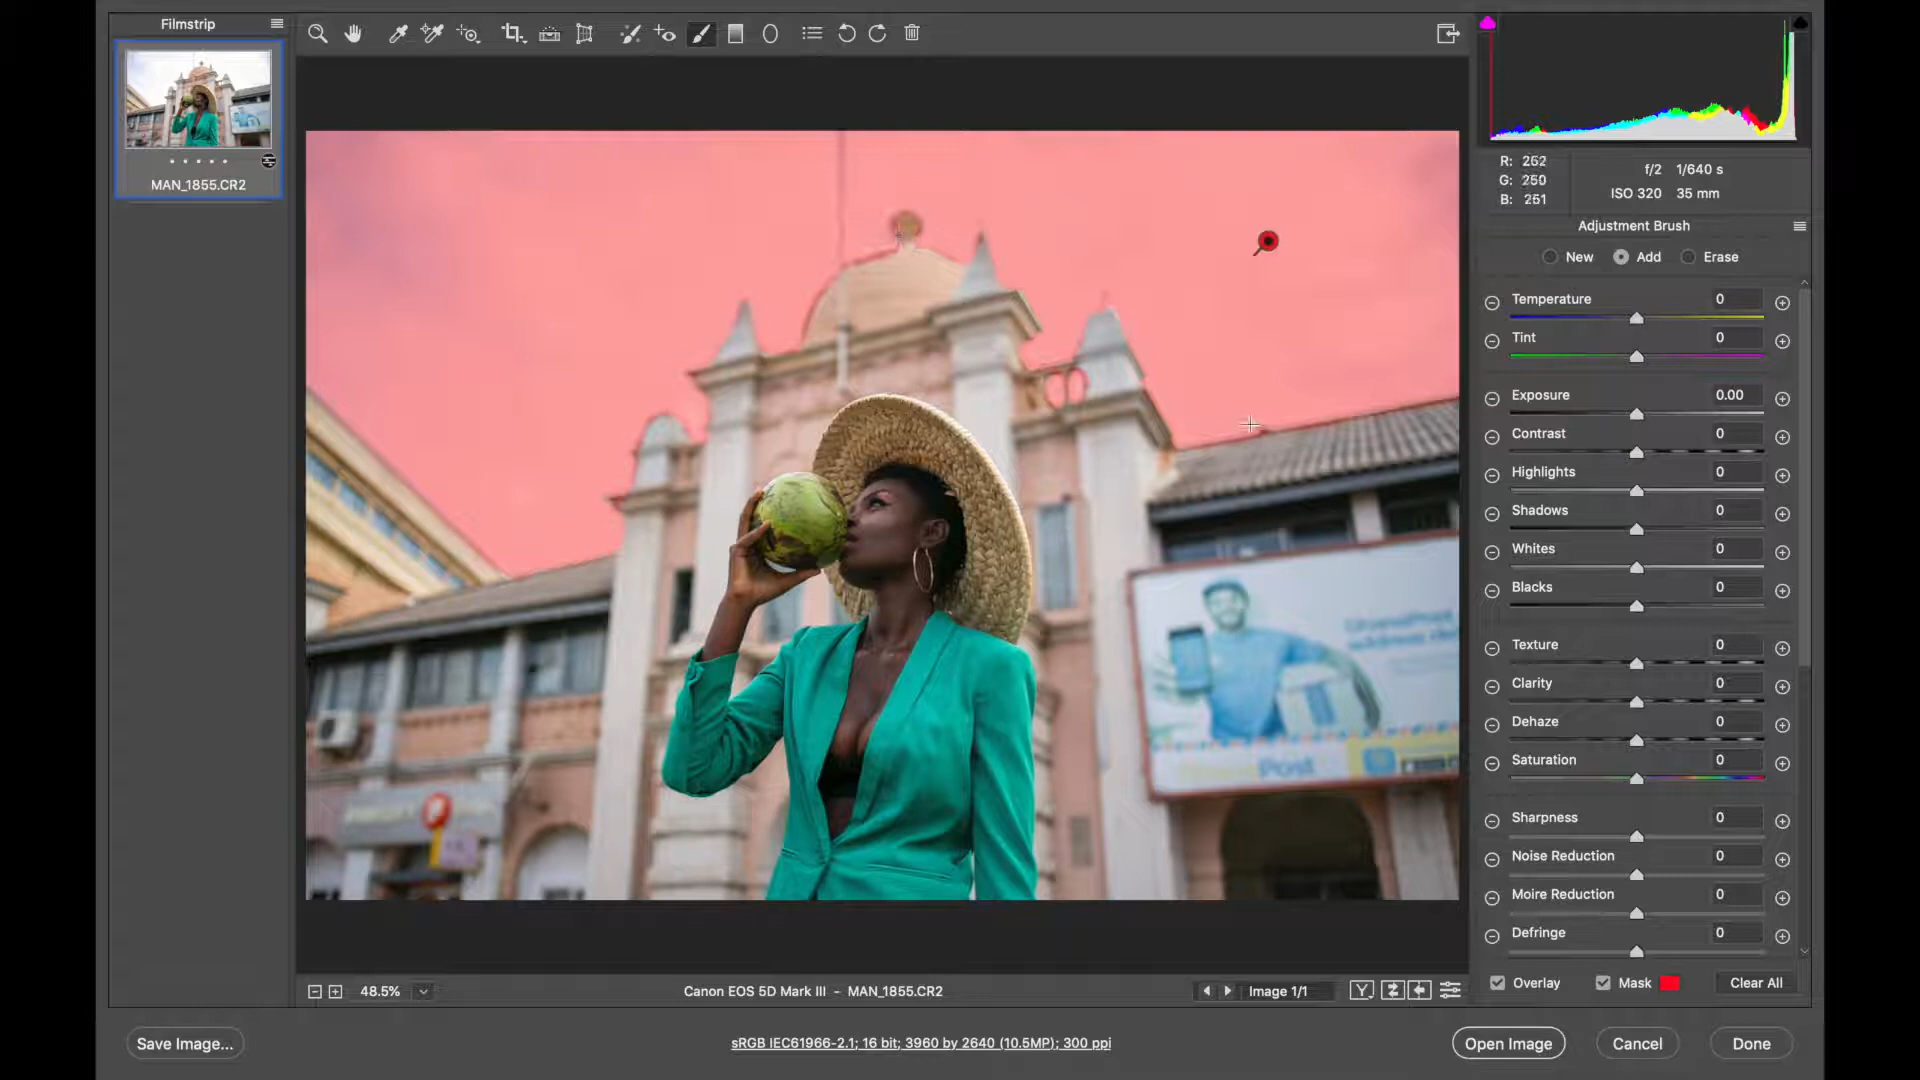 Filmstrip
MAN_1855.CR2
R: 252
G: 250
B: 251
f/2 1/640 s
ISO 320 35 mm
Adjustment Brush
New Add Erase
Temperature 0
Tint 0
Exposure 0.00
Contrast 0
Highlights 0
Shadows 0
Whites 0
Blacks 0
Texture 0
Clarity 0
Dehaze 0
Saturation 0
Sharpness 0
Noise Reduction 0
Moire Reduction 0
Defringe 0
Overlay Mask Clear All
Post
48.5%
Canon EOS 5D Mark III - MAN_1855.CR2
Image 1/1
Save Image...
sRGB IEC61966-2.1; 16 bit; 3960 by 2640 (10.5MP); 300 ppi
Open Image
Cancel
Done